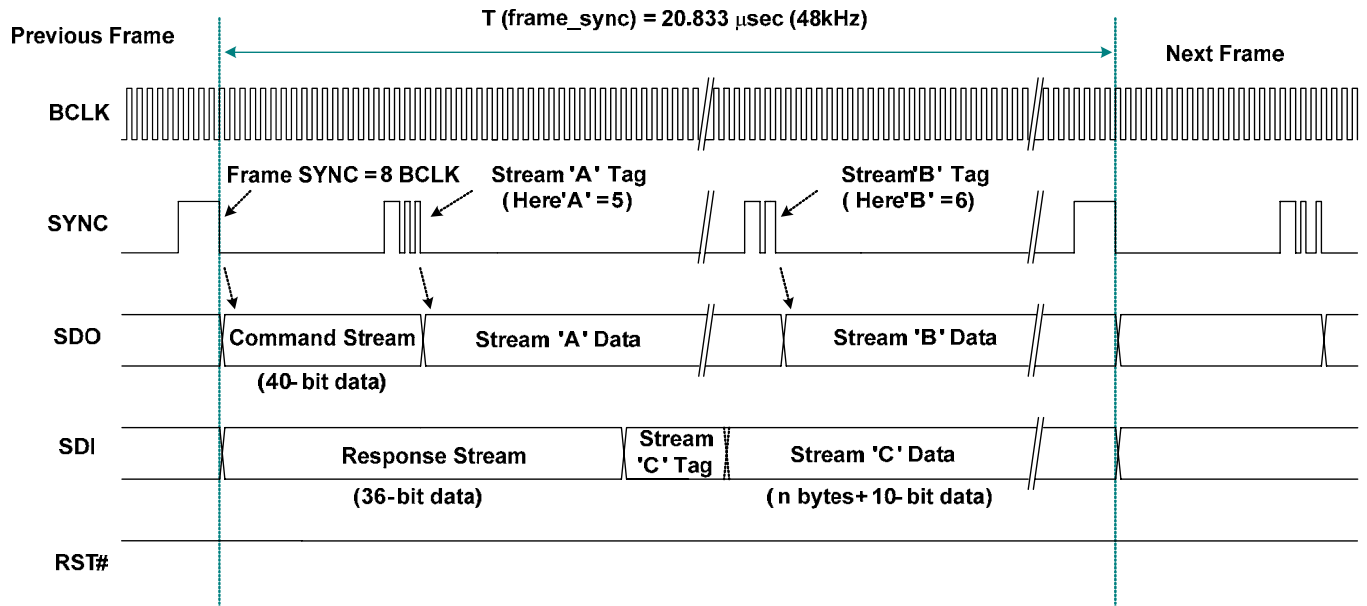 T (frame_sync) = 20.833 μsec (48kHz)
Previous Frame
Next Frame
BCLK
Frame SYNC = 8 BCLK
Stream 'A' Tag
(Here 'A' = 5)
Stream 'B' Tag
(Here 'B' = 6)
SYNC
SDO
Command Stream
Stream 'A' Data
Stream 'B' Data
(40-bit data)
SDI
Response Stream
Stream
'C' Tag
Stream 'C' Data
(36-bit data)
(n bytes+10-bit data)
RST#